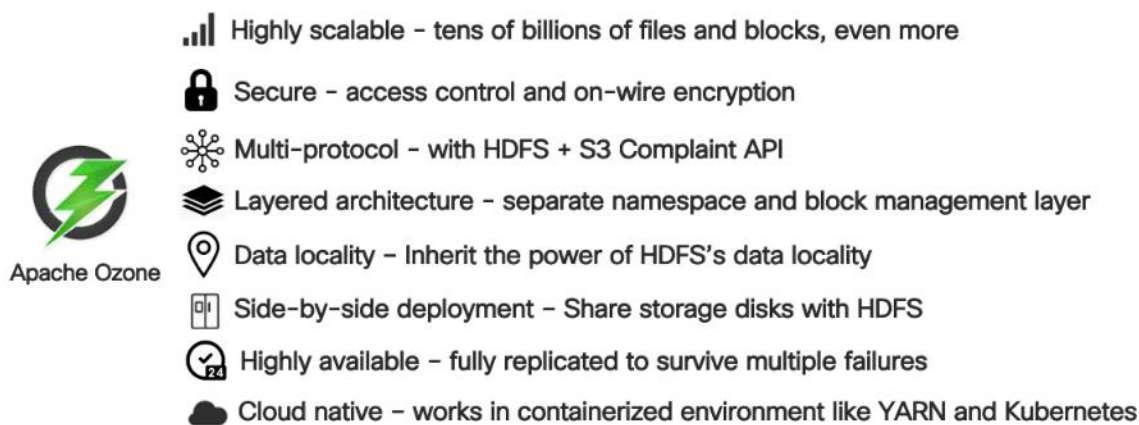 Highly scalable - tens of billions of files and blocks, even more
Secure - access control and on-wire encryption
Multi-protocol - with HDFS + S3 Complaint API
Layered architecture - separate namespace and block management layer
Data locality – Inherit the power of HDFS's data locality
Apache Ozone
Side-by-side deployment – Share storage disks with HDFS
Highly available - fully replicated to survive multiple failures
24
Cloud native - works in containerized environment like YARN and Kubernetes